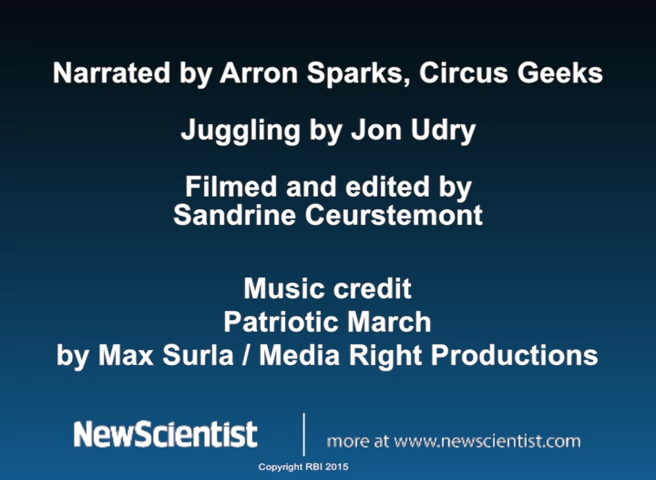 Narrated by Arron Sparks, Circus Geeks
Juggling by Jon Udry
Filmed and edited by
Sandrine Ceurstemont
Music credit
Patriotic March
by Max Surla / Media Right Productions
NewScientist
more at www.newscientist.com
Copyright RBI 2015